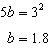 5b = 3²
b = 1.8